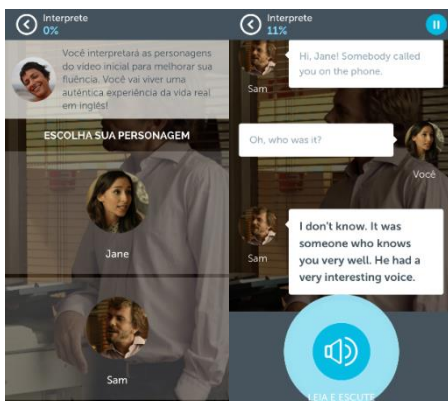 Interprete
0%
Você interpretará as personagens
do vídeo inicial para melhorar sua
fluência. Você vai viver uma
autêntica experiência da vida real
em inglês!
ESCOLHA SUA PERSONAGEM
Jane
Sam
Interprete
11%
Hi, Jane! Somebody called
you on the phone.
Sam
Oh, who was it?
Você
I don't know. It was
someone who knows
you very well. He had a
very interesting voice.
Sam
LEIA E ESCUTE